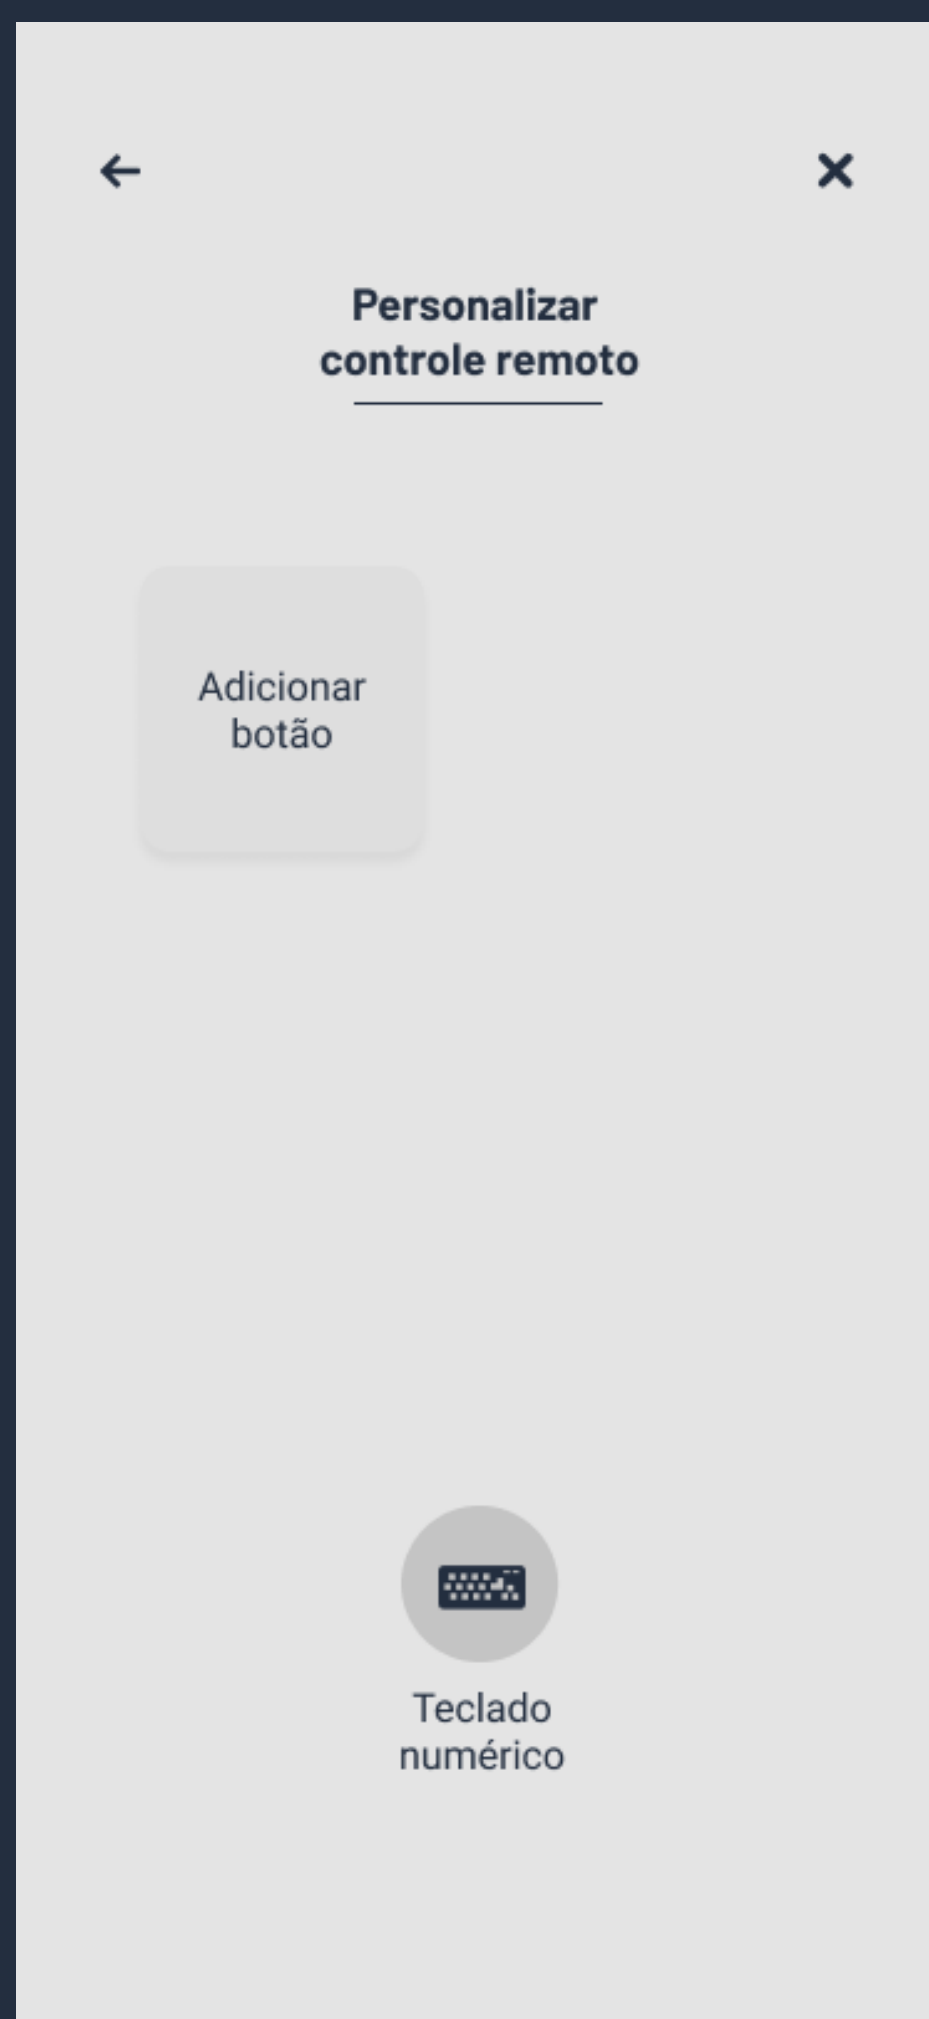 Personalizar
controle remoto
Adicionar
botão
Teclado
numérico